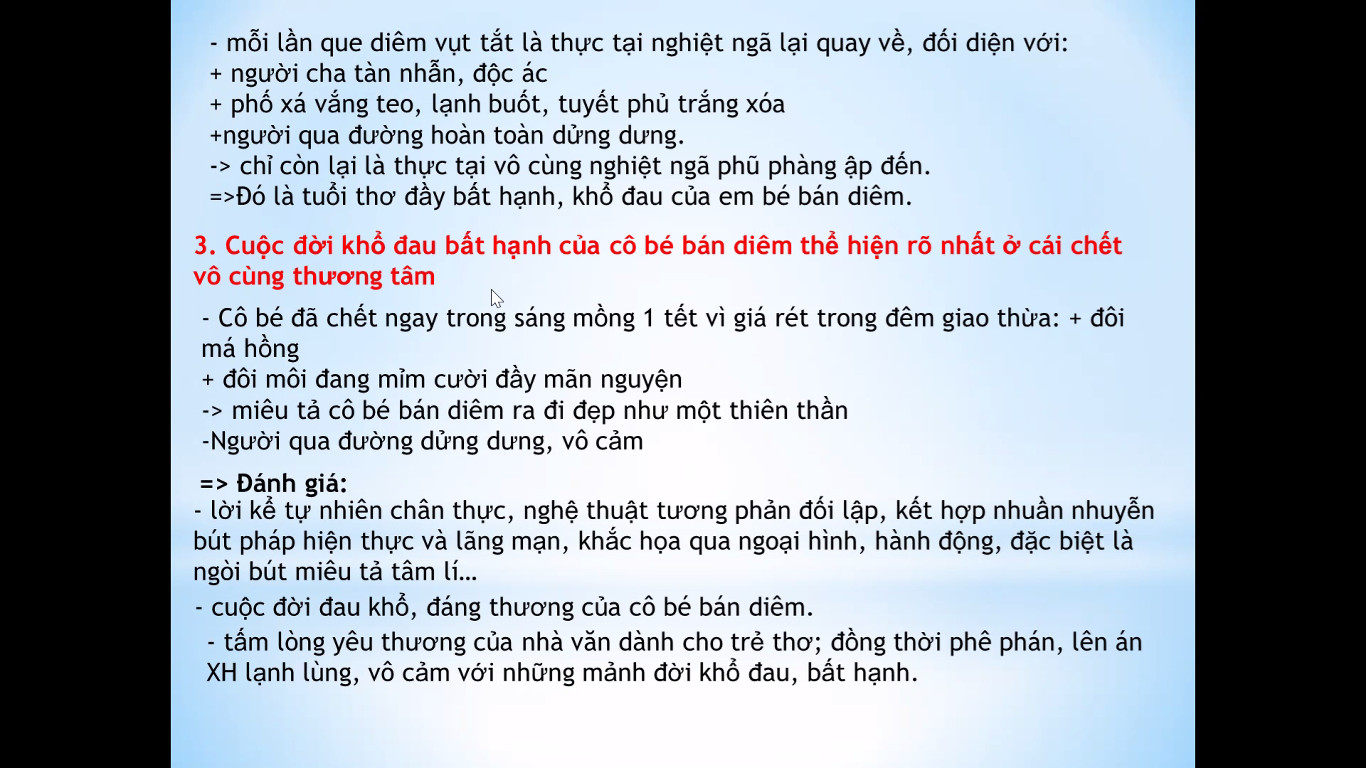 - mỗi lần que diêm vụt tắt là thực tại nghiệt ngã lại quay về, đối diện với:
+ người cha tàn nhẫn, độc ác
+ phố xá vắng teo, lạnh buốt, tuyết phủ trắng xóa
+người qua đường hoàn toàn dửng dưng.
-> chỉ còn lại là thực tại vô cùng nghiệt ngã phũ phàng ập đến.
=>Đó là tuổi thơ đầy bất hạnh, khổ đau của em bé bán diêm.
3. Cuộc đời khổ đau bất hạnh của cô bé bán diêm thể hiện rõ nhất ở cái chết
vô cùng thương tâm
- Cô bé đã chết ngay trong sáng mồng 1 tết vì giá rét trong đêm giao thừa: + đôi
má hồng
+ đôi môi đang mỉm cười đầy mãn nguyện
-> miêu tả cô bé bán diêm ra đi đẹp như một thiên thần
-Người qua đường dửng dưng, vô cảm
=> Đánh giá:
- lời kể tự nhiên chân thực, nghệ thuật tương phản đối lập, kết hợp nhuần nhuyễn
bút pháp hiện thực và lãng mạn, khắc họa qua ngoại hình, hành động, đặc biệt là
ngòi bút miêu tả tâm lí…
- cuộc đời đau khổ, đáng thương của cô bé bán diêm.
- tấm lòng yêu thương của nhà văn dành cho trẻ thơ; đồng thời phê phán, lên án
XH lạnh lùng, vô cảm với những mảnh đời khổ đau, bất hạnh.